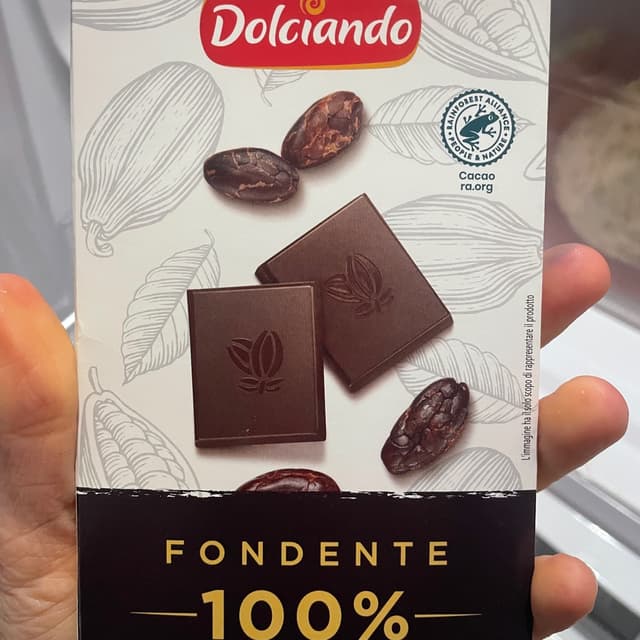 Dolciando
RAINFOREST ALLIANCE
PEOPLE & NATURE
Cacao
ra.org
L'immagine ha il solo scopo di rappresentare il prodotto
FONDENTE
100%